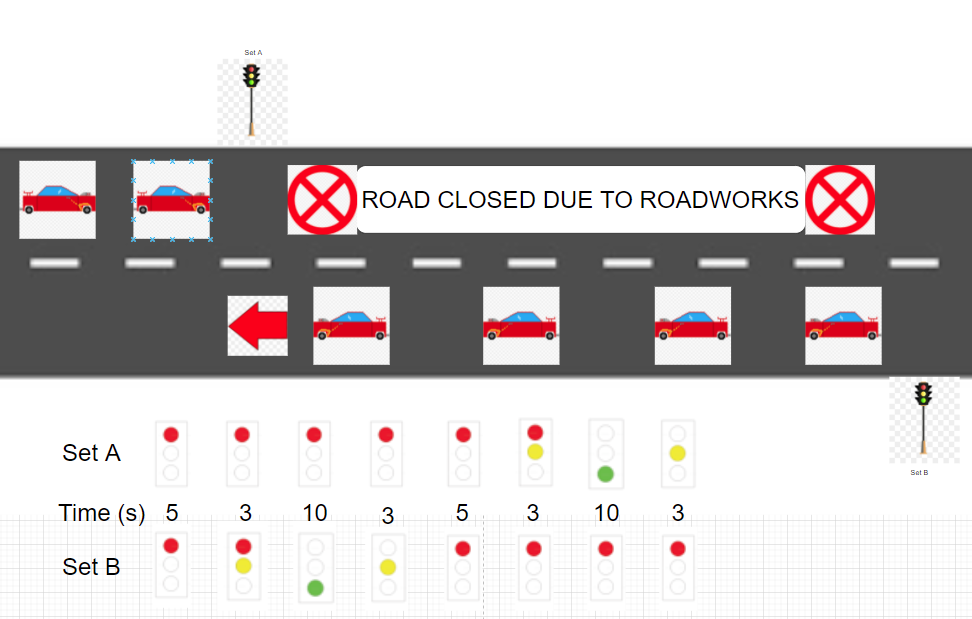 Set A
ROAD CLOSED DUE TO ROADWORKS
Set B
Set A
Time (s) 5 3 10 3 5 3 10 3
Set B